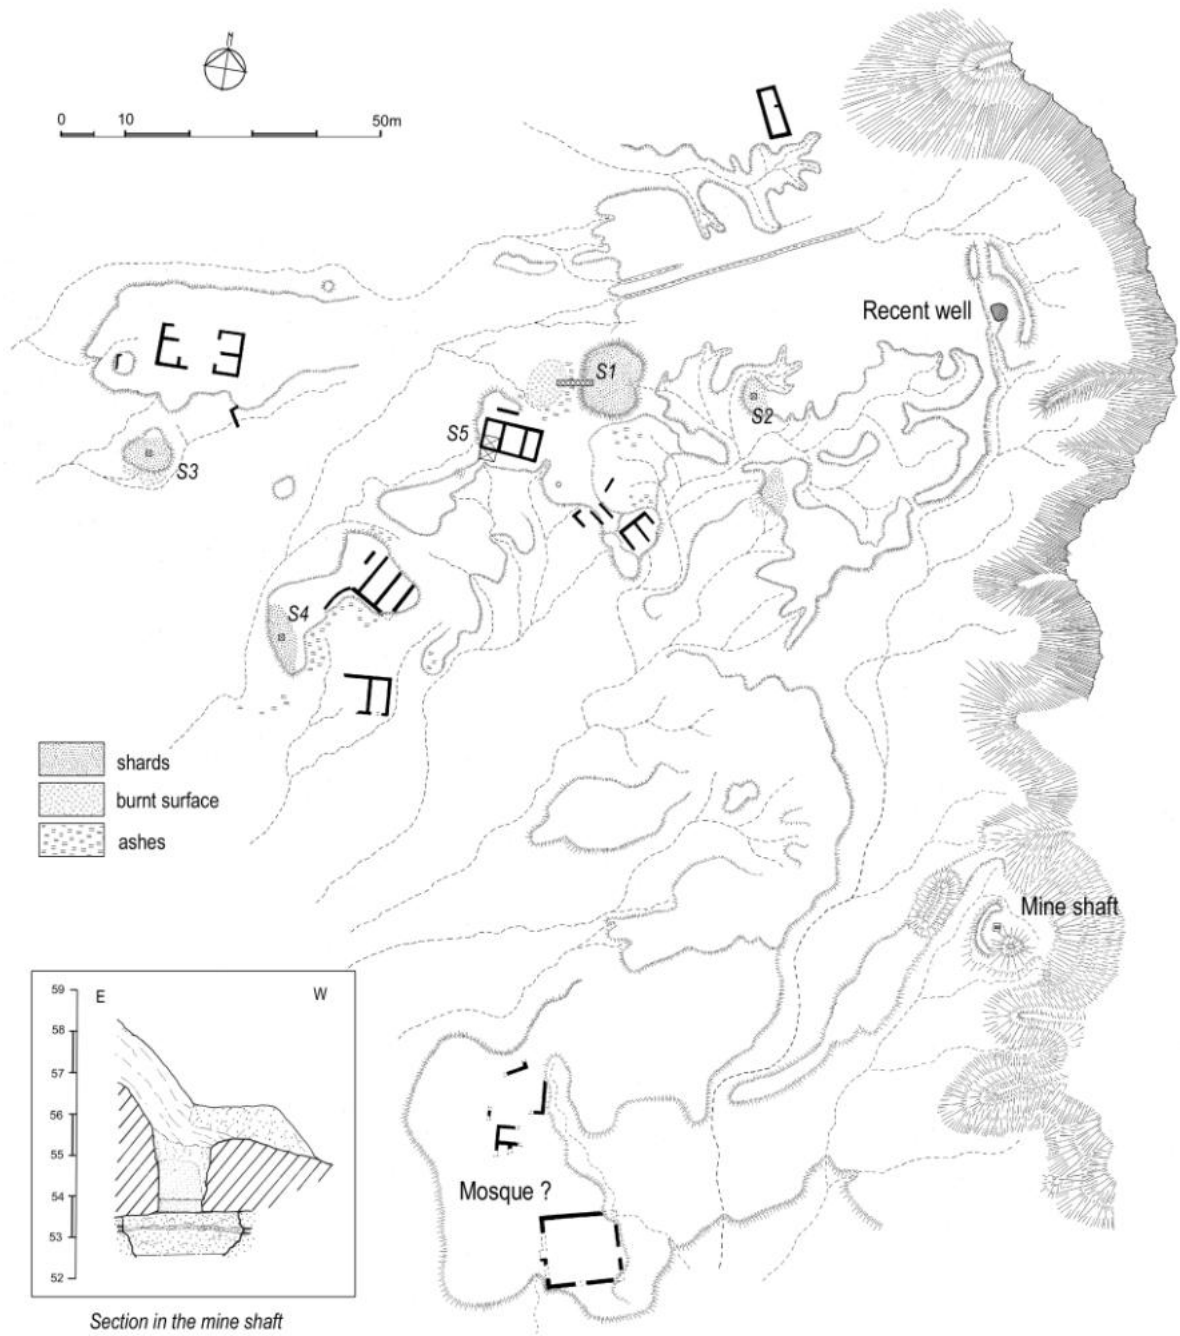 N
0 10 50m
Recent well
S1
S2
S5
S3
S4
shards
burnt surface
ashes
Mine shaft
59 E W
58
57
56
55
54
53
52
Mosque ?
Section in the mine shaft